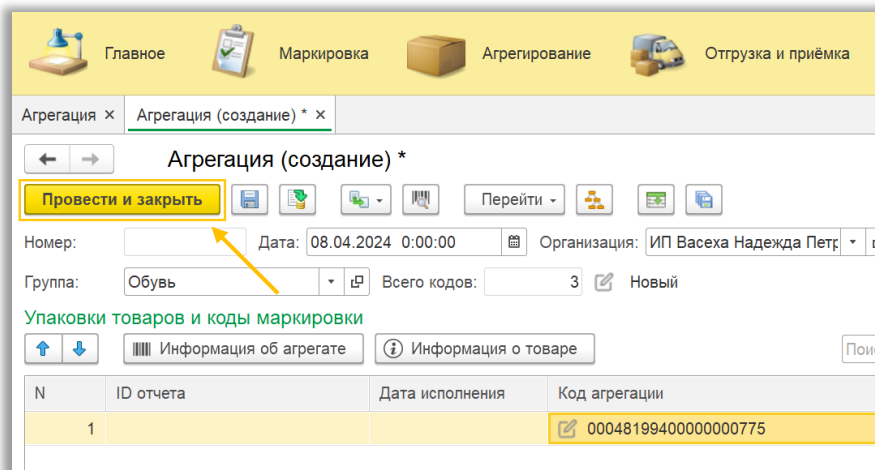 Главное Маркировка Агрегирование Отгрузка и приёмка
Агрегация × Агрегация (создание) * ×
Агрегация (создание) *
Провести и закрыть Перейти
Номер: Дата: 08.04.2024 0:00:00 Организация: ИП Васеха Надежда Петр
Группа: Обувь Всего кодов: 3 Новый
Упаковки товаров и коды маркировки
Информация об агрегате Информация о товаре Пои
N ID отчета Дата исполнения Код агрегации
1 00048199400000000775